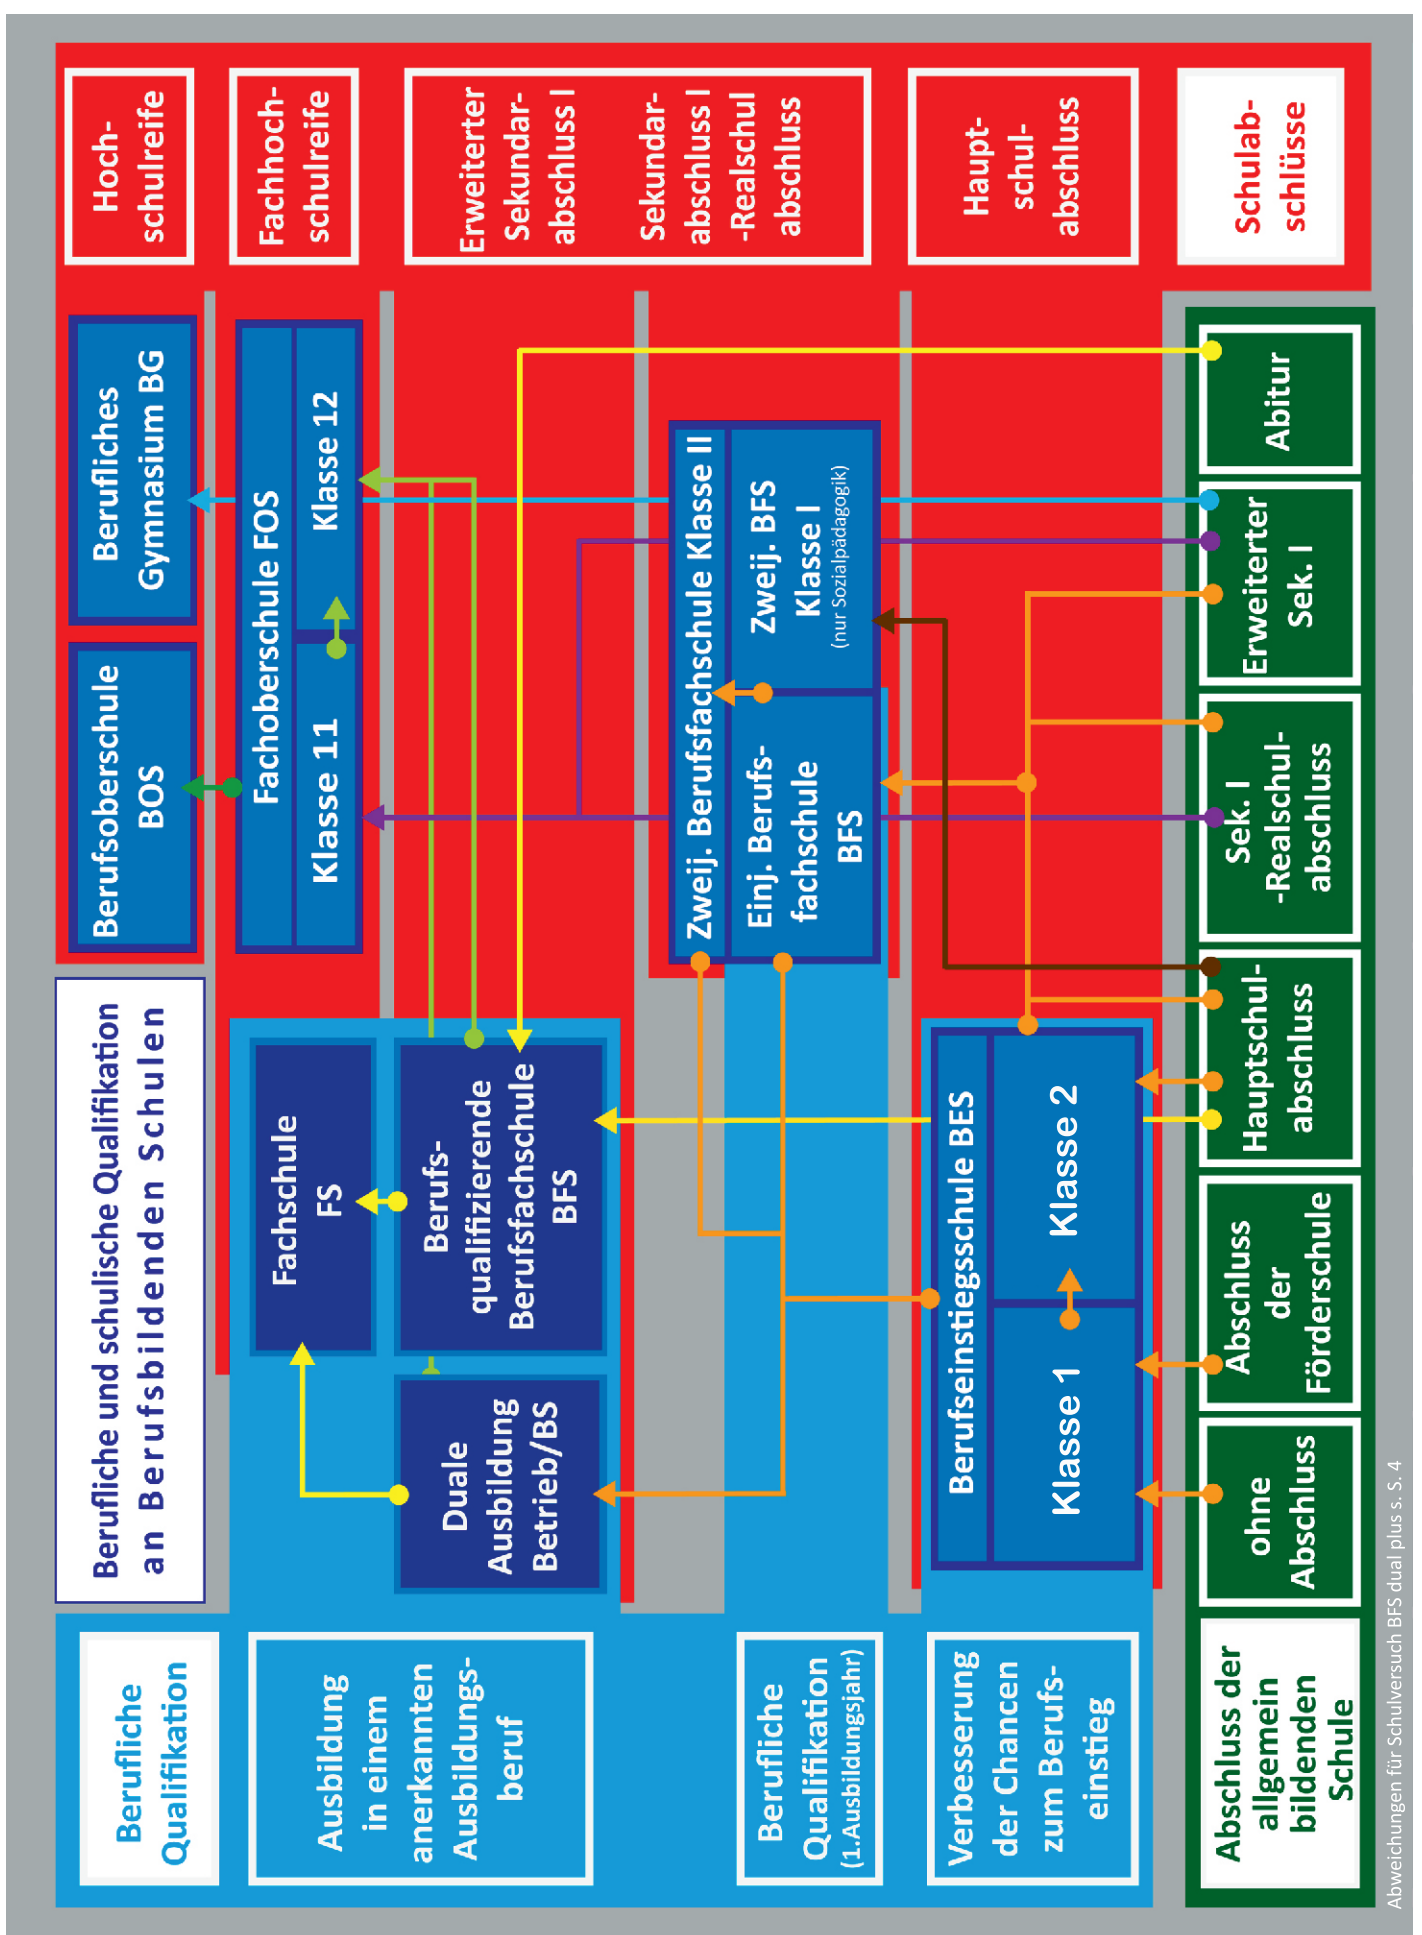 Berufliche
Qualifikation
Berufliche und schulische Qualifikation
an Berufsbildenden Schulen
Berufsoberschule
BOS
Berufliches
Gymnasium BG
Hoch-
schulreife
Ausbildung
in einem
anerkannten
Ausbildungs-
beruf
Fachschule
FS
Fachoberschule FOS
Klasse 11
Klasse 12
Fachhoch-
schulreife
Duale
Ausbildung
Betrieb/BS
Berufs-
qualifizierende
Berufsfachschule
BFS
Erweiterter
Sekundar-
abschluss I
Sekundar-
abschluss I
-Realschul
abschluss
Berufliche
Qualifikation
(1.Ausbildungsjahr)
Zweij. Berufsfachschule Klasse II
Einj. Berufs-
fachschule
BFS
Zweij. BFS
Klasse I
(nur Sozialpädagogik)
Verbesserung
der Chancen
zum Berufs-
einstieg
Berufseinstiegsschule BES
Klasse 1
Klasse 2
Haupt-
schul-
abschluss
Abschluss der
allgemein
bildenden
Schule
ohne
Abschluss
Abschluss
der
Förderschule
Hauptschul-
abschluss
Sek. I
-Realschul-
abschluss
Erweiterter
Sek. I
Abitur
Schulab-
schlüsse
Abweichungen für Schulversuch BFS dual plus s. S. 4